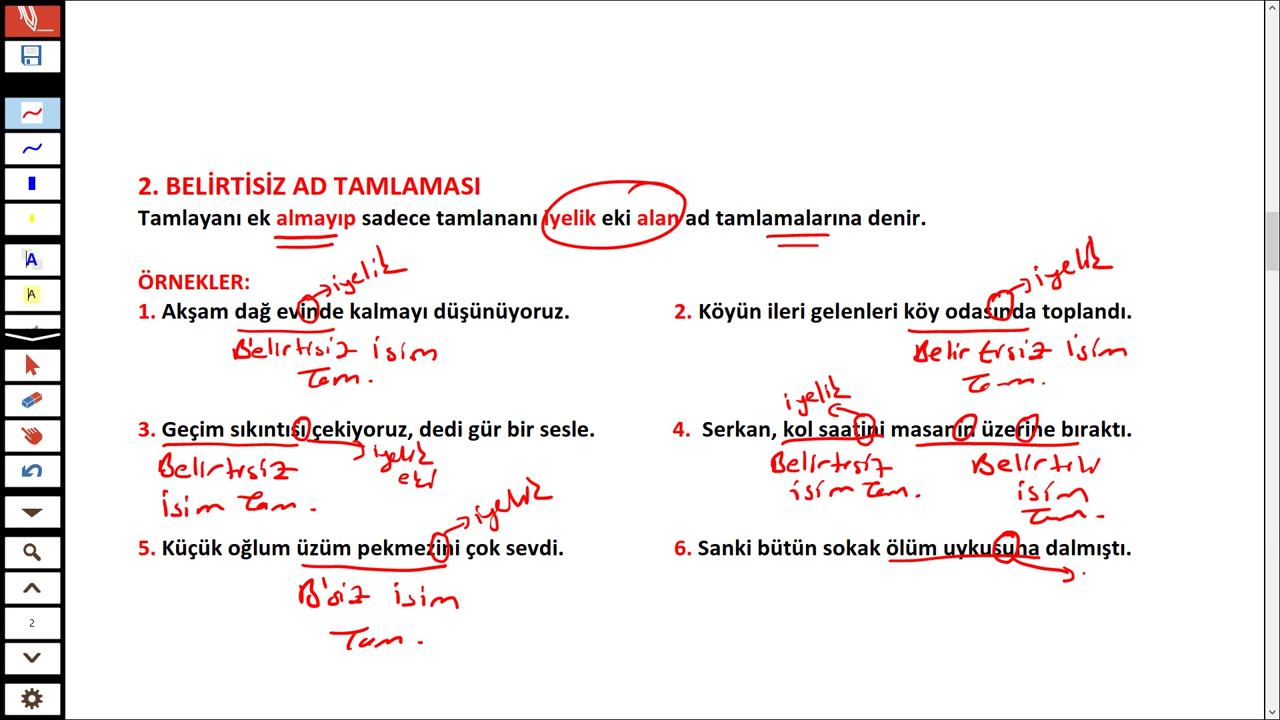 2. BELİRTİSİZ AD TAMLAMASI
Tamlayanı ek almayıp sadece tamlananı iyelik eki alan ad tamlamalarına denir.
ÖRNEKLER:
iyelik
1. Akşam dağ evinde kalmayı düşünüyoruz.
Belirtisiz isim
Tam.
iyelik
2. Köyün ileri gelenleri köy odasında toplandı.
Belirtisiz isim
Tam.
3. Geçim sıkıntısı çekiyoruz, dedi gür bir sesle.
iyelik
eki
Belirtisiz
isim Tam.
iyelik
4. Serkan, kol saatini masanın üzerine bıraktı.
Belirtisiz
isim Tam.
Belirtili
isim
Tam.
iyelik
5. Küçük oğlum üzüm pekmezini çok sevdi.
B'siz isim
Tam.
6. Sanki bütün sokak ölüm uykusuna dalmıştı.
A
A
2